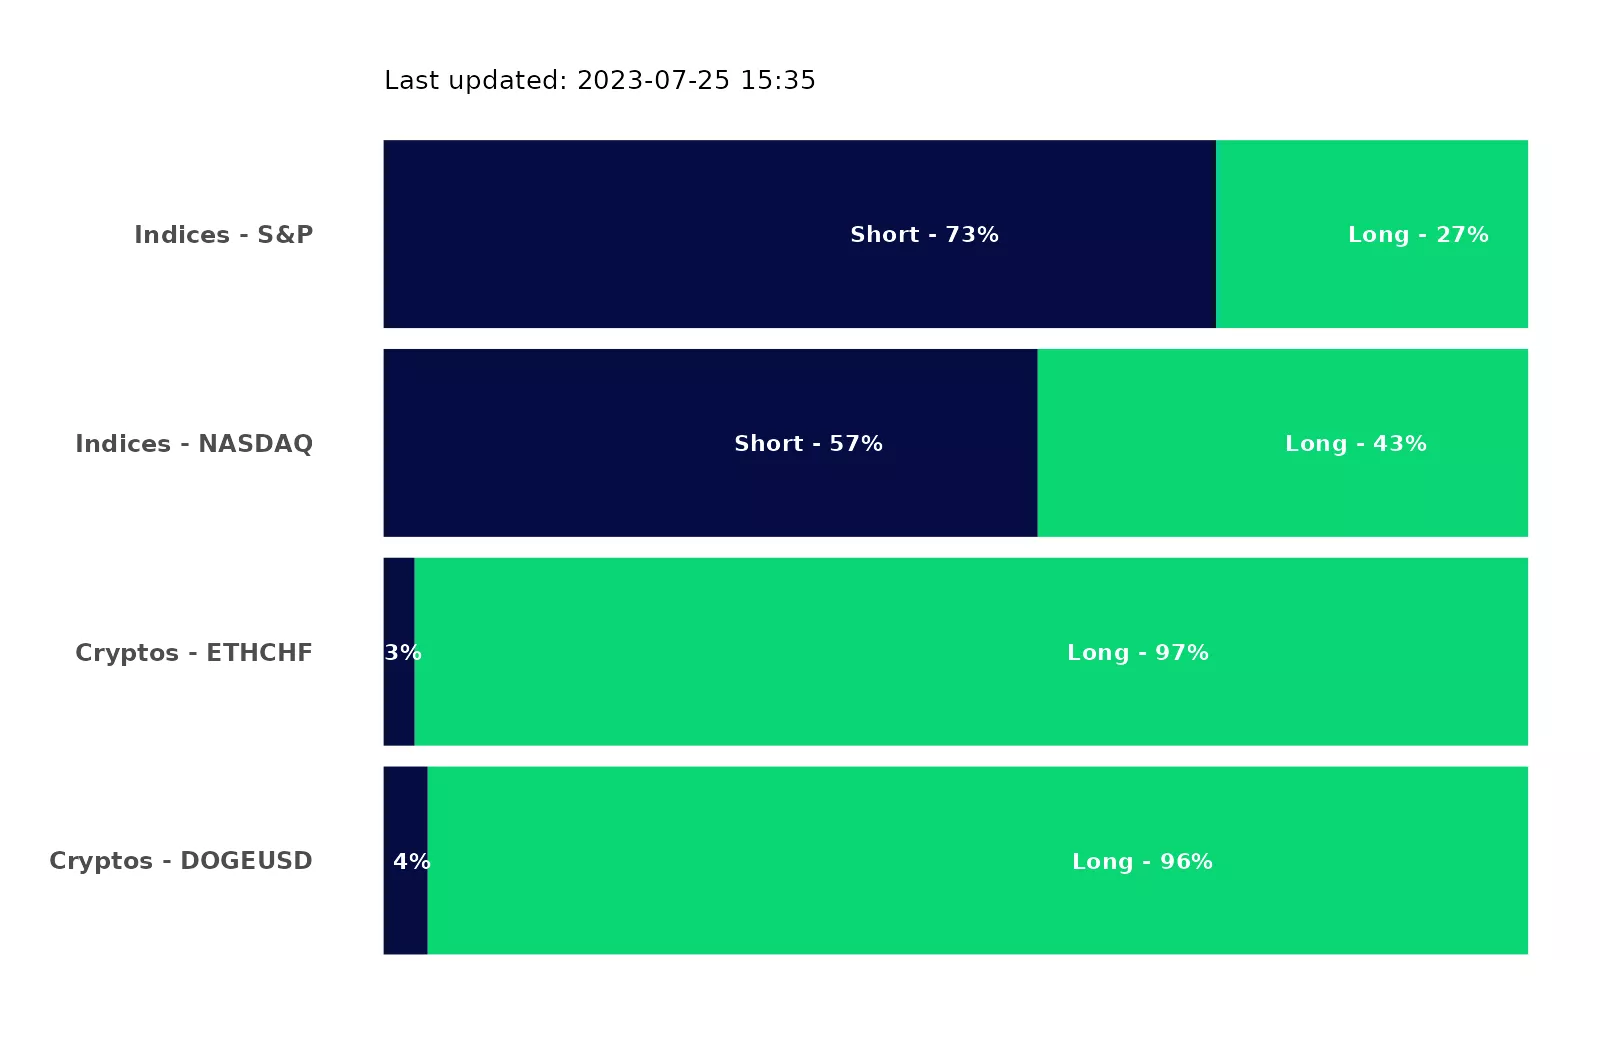 Last updated: 2023-07-25 15:35
Indices - S&P Short - 73% Long - 27%
Indices - NASDAQ Short - 57% Long - 43%
Cryptos - ETHCHF 3% Long - 97%
Cryptos - DOGEUSD 4% Long - 96%